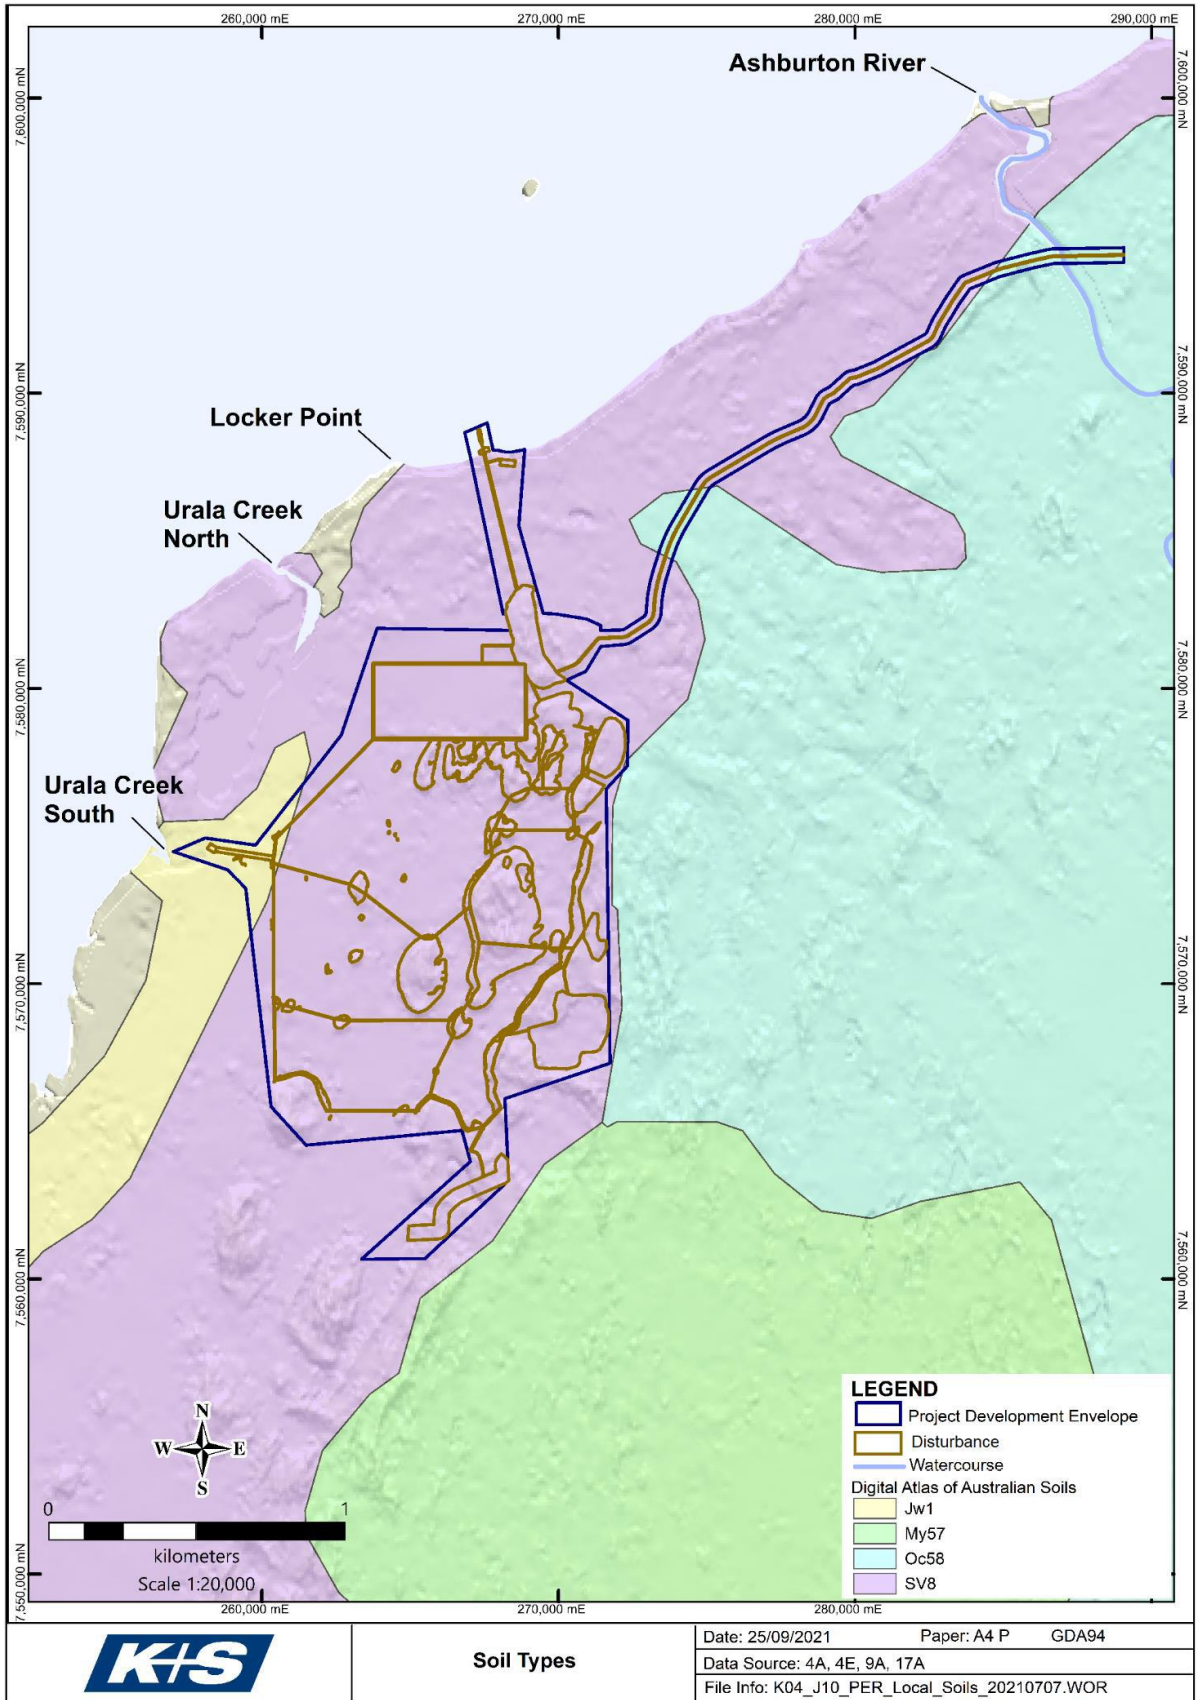 260,000 mE
270,000 mE
280,000 mE
290,000 mE
Ashburton River
7,600,000 mN
7,600,000 mN
7,590,000 mN
7,590,000 mN
Locker Point
Urala Creek
North
7,580,000 mN
7,580,000 mN
Urala Creek
South
7,570,000 mN
7,570,000 mN
7,560,000 mN
7,560,000 mN
N
W
E
S
0
1
kilometers
Scale 1:20,000
7,550,000 mN
LEGEND
Project Development Envelope
Disturbance
Watercourse
Digital Atlas of Australian Soils
Jw1
My57
Oc58
SV8
260,000 mE
270,000 mE
280,000 mE
K+S
Soil Types
Date: 25/09/2021 Paper: A4 P GDA94
Data Source: 4A, 4E, 9A, 17A
File Info: K04_J10_PER_Local_Soils_20210707.WOR